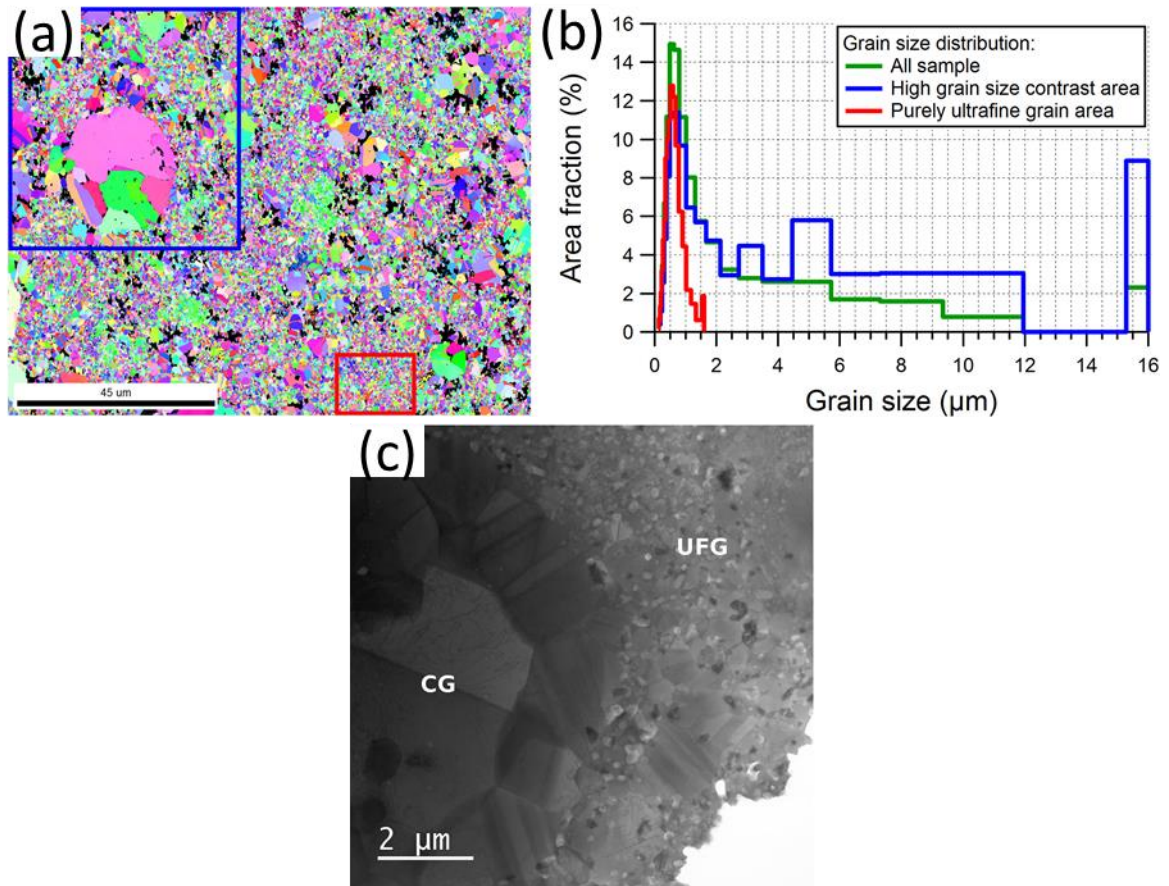 (a)
45 um
(b)
Area fraction (%)
16
14
12
10
8
6
4
2
0
0 2 4 6 8 10 12 14 16
Grain size (μm)
Grain size distribution:
All sample
High grain size contrast area
Purely ultrafine grain area
(c)
UFG
CG
2 μm